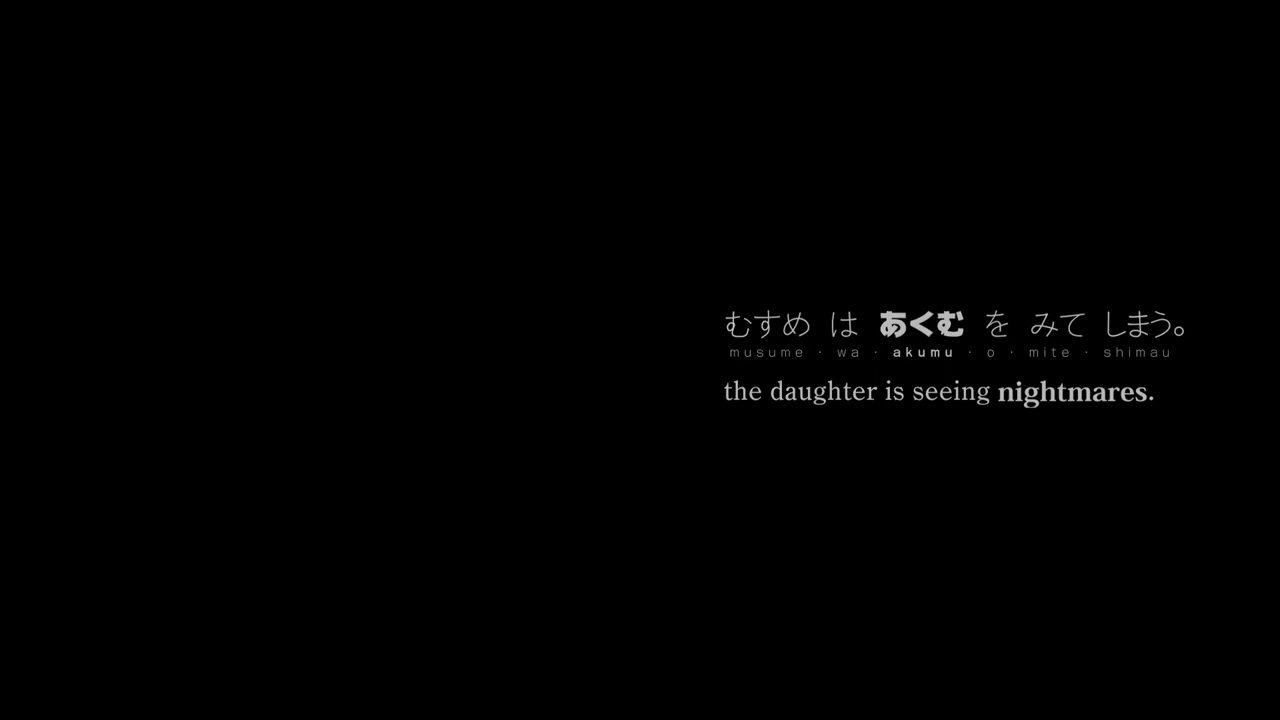 むすめ は あくむ を みて しまう。
musume · wa · akumu · o · mite · shimau
the daughter is seeing nightmares.